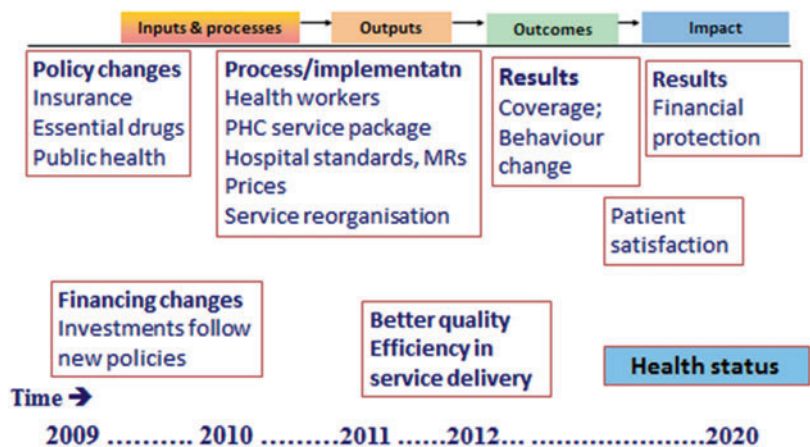 Inputs & processes
Outputs
Outcomes
Impact
Policy changes
Insurance
Essential drugs
Public health
Process/implementatn
Health workers
PHC service package
Hospital standards, MRs
Prices
Service reorganisation
Results
Coverage;
Behaviour
change
Results
Financial
protection
Patient
satisfaction
Financing changes
Investments follow
new policies
Better quality
Efficiency in
service delivery
Health status
Time →
2009 ......... 2010 ............ 2011 ......2012... ........................2020